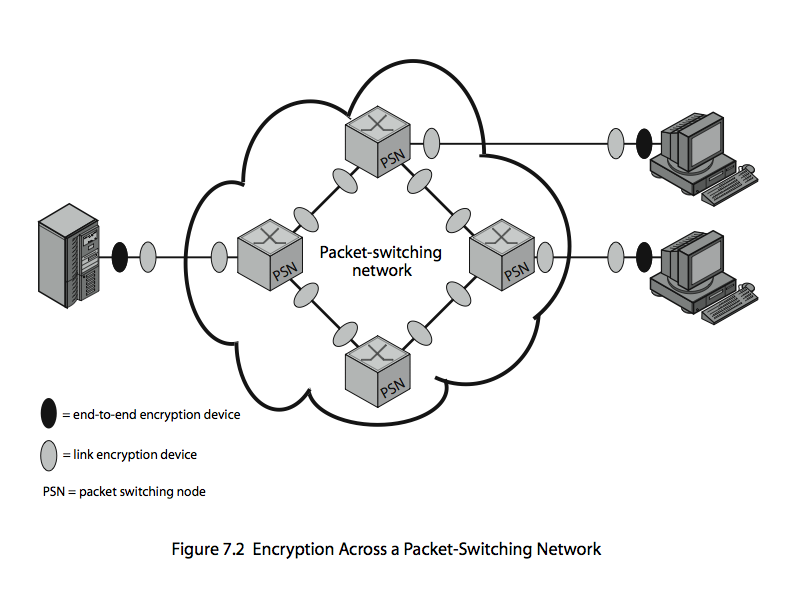 PSN
PSN
Packet-switching
network
PSN
PSN
= end-to-end encryption device
= link encryption device
PSN = packet switching node
Figure 7.2 Encryption Across a Packet-Switching Network